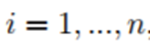 i = 1, ..., n,